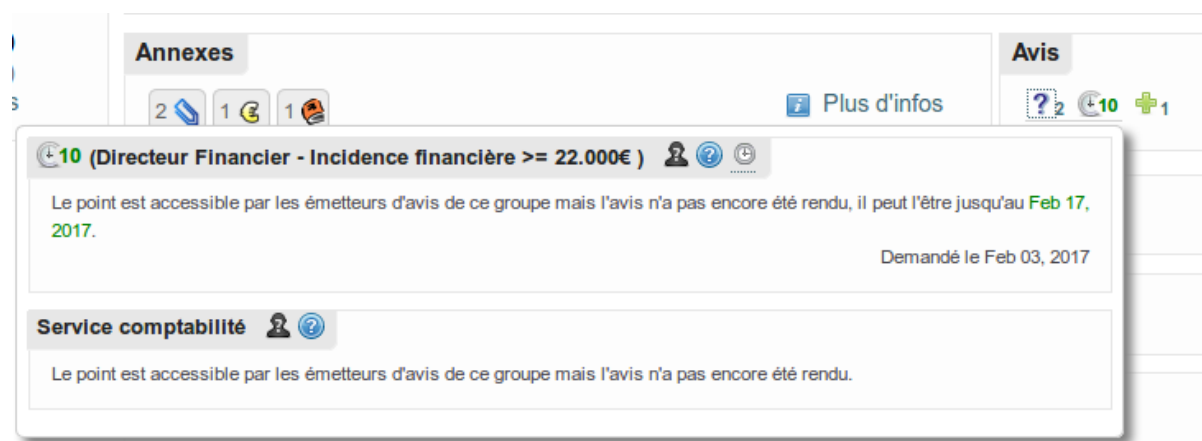 Annexes
Avis
s
2 1 1
Plus d'infos
? 2 10 1
10 (Directeur Financier - Incidence financière >= 22.000€ ) ?
Le point est accessible par les émetteurs d'avis de ce groupe mais l'avis n'a pas encore été rendu, il peut l'être jusqu'au Feb 17,
2017.
Demandé le Feb 03, 2017
Service comptabilité ?
Le point est accessible par les émetteurs d'avis de ce groupe mais l'avis n'a pas encore été rendu.